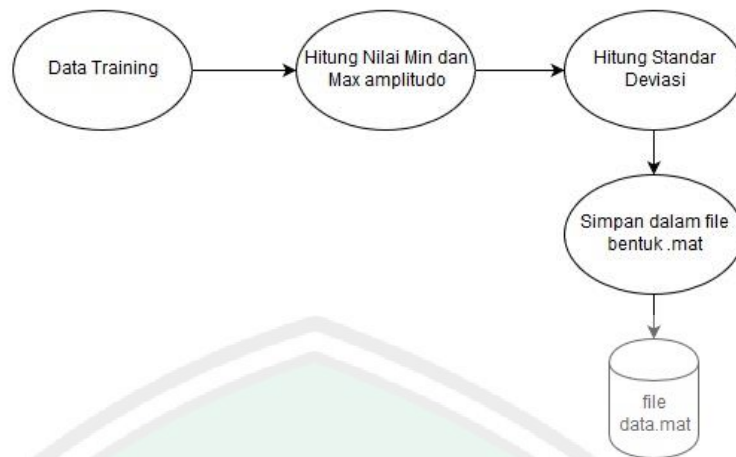 Data Training
Hitung Nilai Min dan
Max amplitudo
Hitung Standar
Deviasi
Simpan dalam file
bentuk .mat
file
data.mat